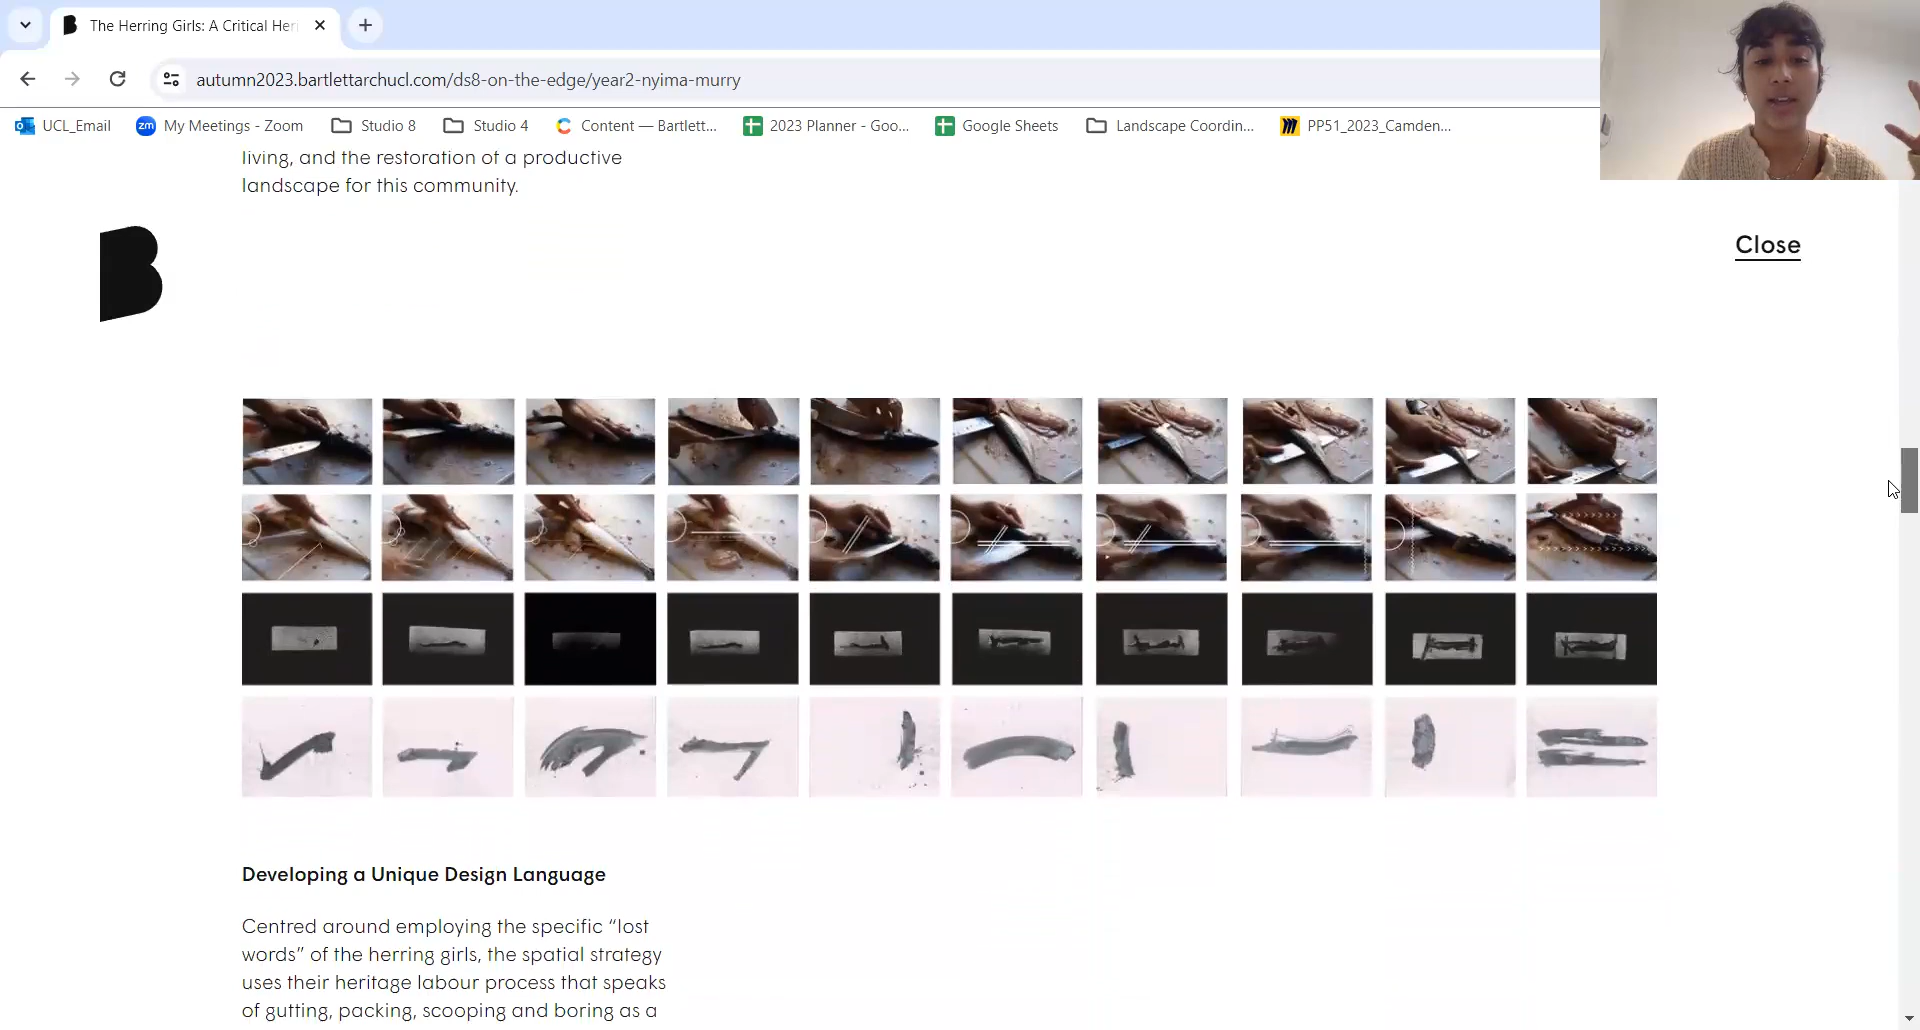 The Herring Girls: A Critical Her
autumn2023.bartlettarchucl.com/ds8-on-the-edge/year2-nyima-murry
UCL_Email
zm My Meetings - Zoom
Studio 8
Studio 4
Content — Bartlett...
2023 Planner - Goo...
Google Sheets
Landscape Coordin...
PP51_2023_Camden...
living, and the restoration of a productive
landscape for this community.
B
Close
Developing a Unique Design Language
Centred around employing the specific “lost
words” of the herring girls, the spatial strategy
uses their heritage labour process that speaks
of gutting, packing, scooping and boring as a